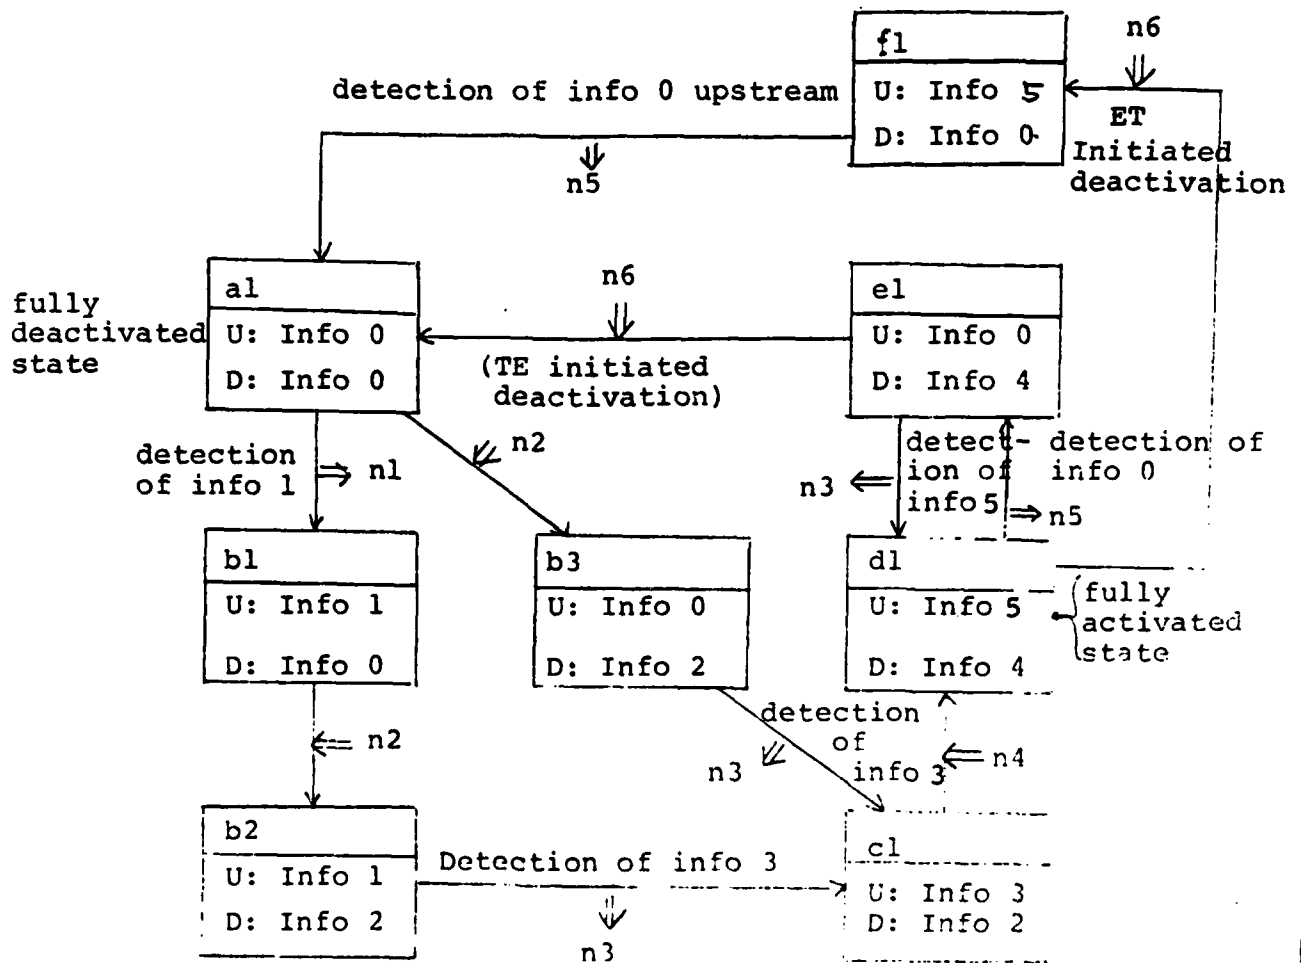 f1
U: Info 5
D: Info 0
n6
ET
Initiated
deactivation
detection of info 0 upstream
n5
fully
deactivated
state
a1
U: Info 0
D: Info 0
n6
(TE initiated
deactivation)
e1
U: Info 0
D: Info 4
detection
of info 1
n1
n2
n3
detect-
ion of
info 5
detection of
info 0
n5
b1
U: Info 1
D: Info 0
b3
U: Info 0
D: Info 2
d1
U: Info 5
D: Info 4
fully
activated
state
n2
detection
of
info 3
n3
n4
b2
U: Info 1
D: Info 2
Detection of info 3
n3
c1
U: Info 3
D: Info 2